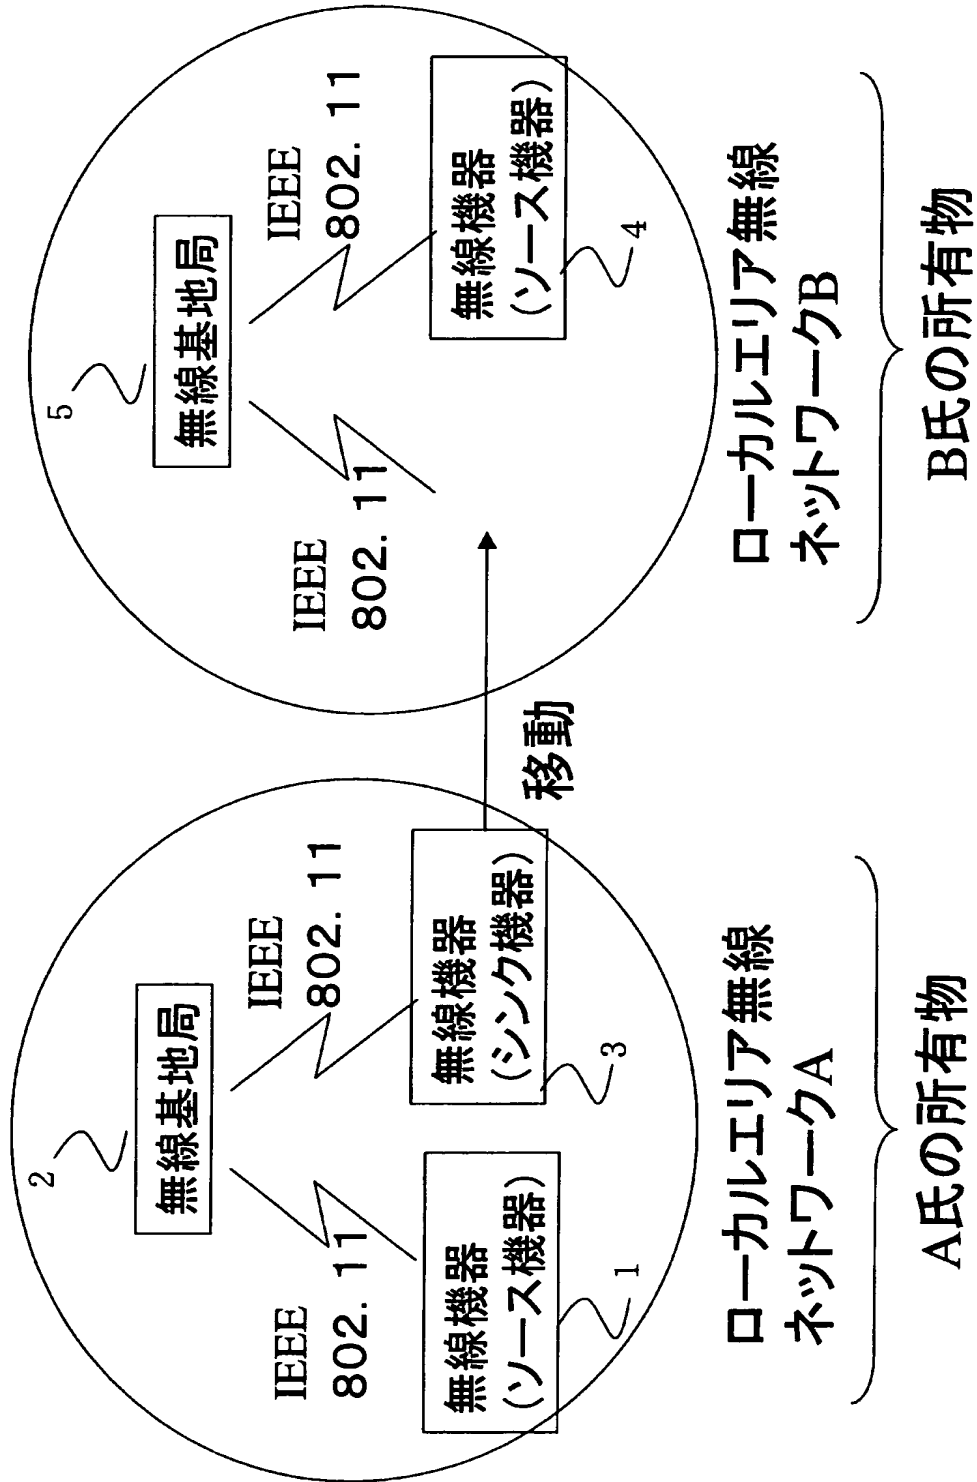 2
無線基地局
IEEE
802. 11
IEEE
802. 11
無線機器
(ソース機器)
1
無線機器
(シンク機器)
3
移動
ローカルエリア無線
ネットワークA
A氏の所有物
5
無線基地局
IEEE
802. 11
IEEE
802. 11
無線機器
(ソース機器)
4
ローカルエリア無線
ネットワークB
B氏の所有物